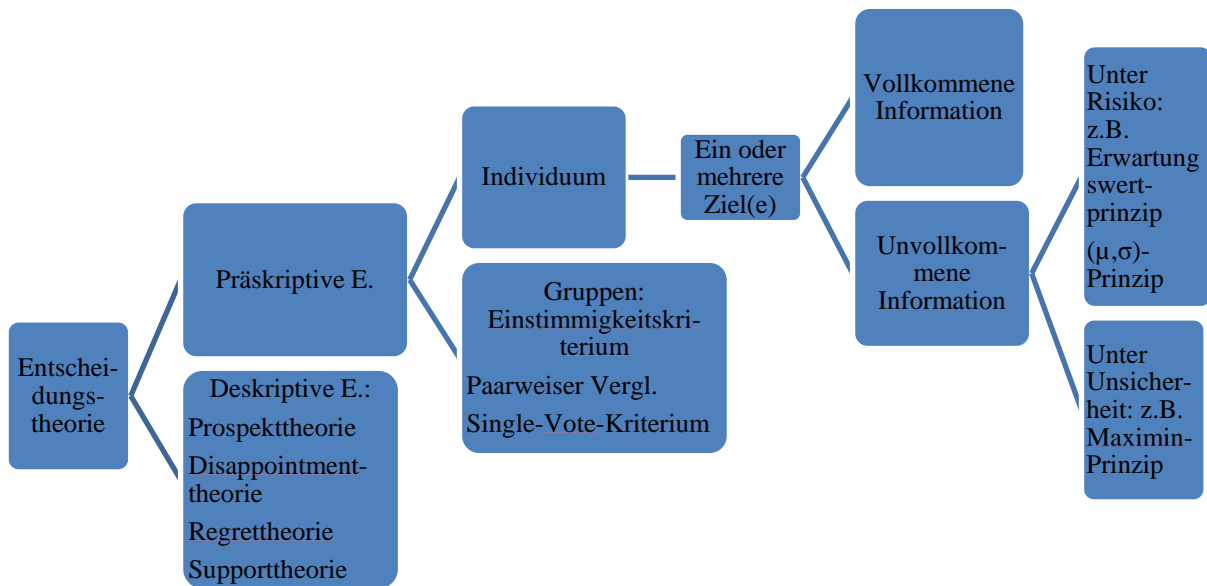 Entschei-
dungs-
theorie
Präskriptive E.
Deskriptive E.:
Prospekttheorie
Disappointment-
theorie
Regrettheorie
Supporttheorie
Individuum
Gruppen:
Einstimmigkeitskri-
terium
Paarweiser Vergl.
Single-Vote-Kriterium
Ein oder
mehrere
Ziel(e)
Vollkommene
Information
Unvollkom-
mene
Information
Unter
Risiko:
z.B.
Erwartung
swert-
prinzip
(µ,σ)-
Prinzip
Unter
Unsicher-
heit: z.B.
Maximin-
Prinzip